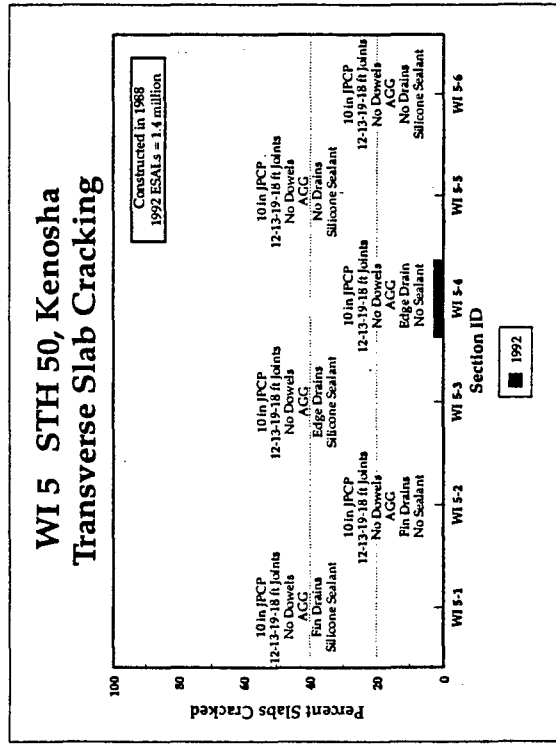 WI 5 STH 50, Kenosha
Transverse Slab Cracking
Constructed in 1988
1992 ESALs = 1.4 million
Percent Slabs Cracked
100
80
60
40
20
0
10 in JPCP
12-13-19-18 ft Joints
No Dowels
AGG
Fin Drains
Silicone Sealant
10 in JPCP
12-13-19-18 ft Joints
No Dowels
AGG
Fin Drains
No Sealant
10 in JPCP
12-13-19-18 ft Joints
No Dowels
AGG
Edge Drains
Silicone Sealant
10 in JPCP
12-13-19-18 ft Joints
No Dowels
AGG
Edge Drain
No Sealant
10 in JPCP
12-13-19-18 ft Joints
No Dowels
AGG
No Drains
Silicone Sealant
10 in JPCP
12-13-19-18 ft Joints
No Dowels
AGG
No Drains
Silicone Sealant
WI 5-1
WI 5-2
WI 5-3
WI 5-4
WI 5-5
WI 5-6
Section ID
1992